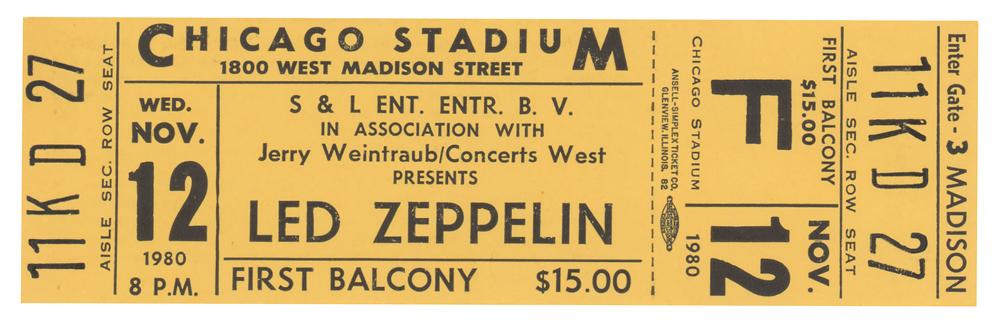 11 K D 27
AISLE SEC. ROW SEAT
CHICAGO STADIUM
1800 WEST MADISON STREET
WED.
NOV.
12
1980
8 P.M.
S & L ENT. ENTR. B. V.
IN ASSOCIATION WITH
Jerry Weintraub/Concerts West
PRESENTS
LED ZEPPELIN
FIRST BALCONY $15.00
ANSELL-SIMPLEX TICKET CO.
GLENVIEW, ILLINOIS 82
CHICAGO STADIUM
1980
F
12
FIRST BALCONY
$15.00
NOV.
AISLE SEC. ROW SEAT
11 K D 27
Enter Gate - 3 MADISON